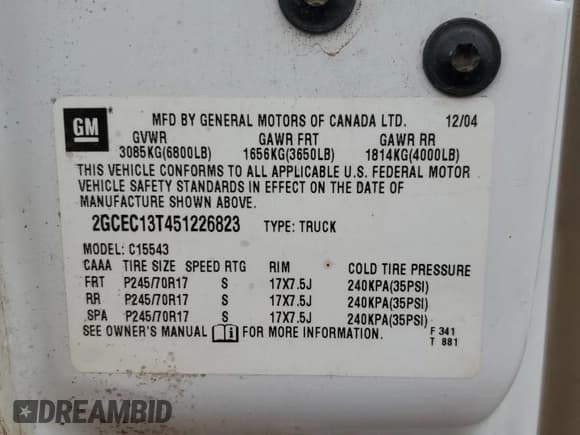 GM
MFD BY GENERAL MOTORS OF CANADA LTD. 12/04
GVWR GAWR FRT GAWR RR
3085KG(6800LB) 1656KG(3650LB) 1814KG(4000LB)
THIS VEHICLE CONFORMS TO ALL APPLICABLE U.S. FEDERAL MOTOR
VEHICLE SAFETY STANDARDS IN EFFECT ON THE DATE OF
MANUFACTURE SHOWN ABOVE.
2GCEC13T451226823 TYPE: TRUCK
MODEL: C15543
CAAA TIRE SIZE SPEED RTG RIM COLD TIRE PRESSURE
FRT P245/70R17 S 17X7.5J 240KPA(35PSI)
RR P245/70R17 S 17X7.5J 240KPA(35PSI)
SPA P245/70R17 S 17X7.5J 240KPA(35PSI)
SEE OWNER'S MANUAL FOR MORE INFORMATION.
F 341
T 881
DREAMBID